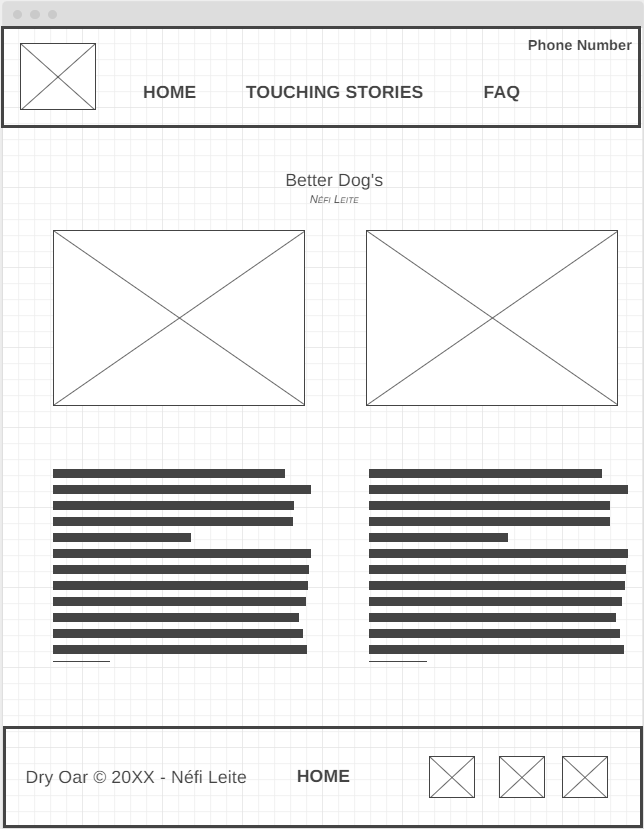 Phone Number
HOME TOUCHING STORIES FAQ
Better Dog's
Néfi Leite
Dry Oar © 20XX - Néfi Leite HOME